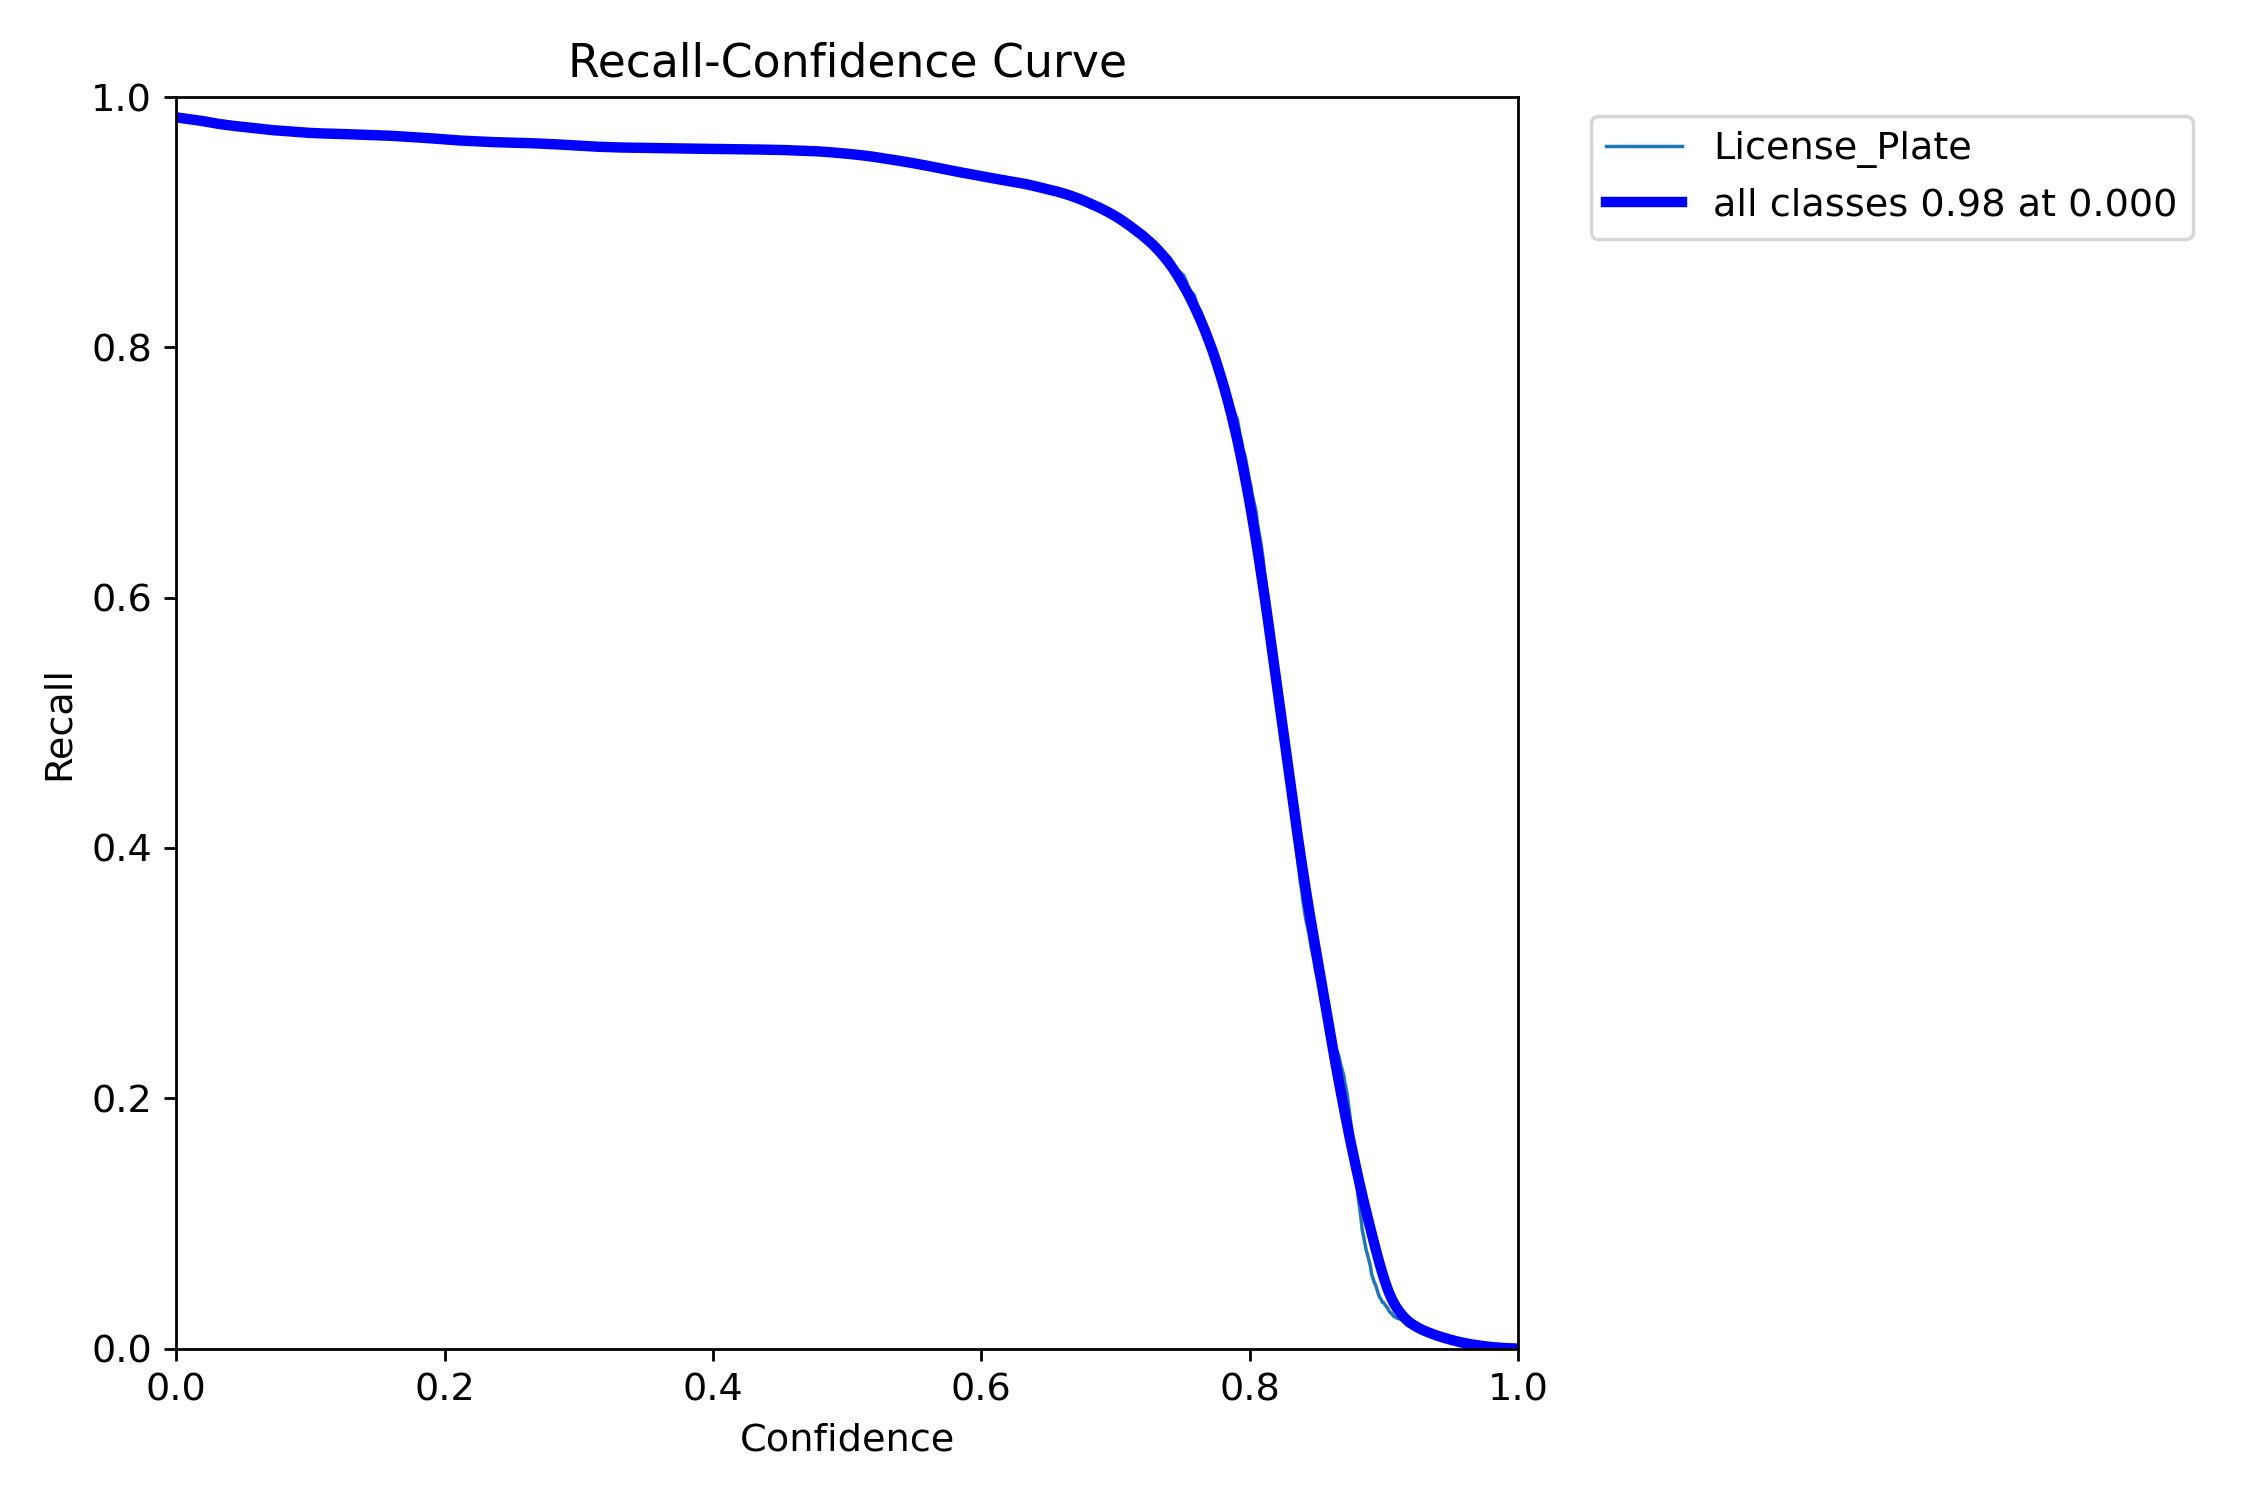 Recall-Confidence Curve
1.0
0.8
0.6
0.4
0.2
0.0
Recall
0.0 0.2 0.4 0.6 0.8 1.0
Confidence
License_Plate
all classes 0.98 at 0.000